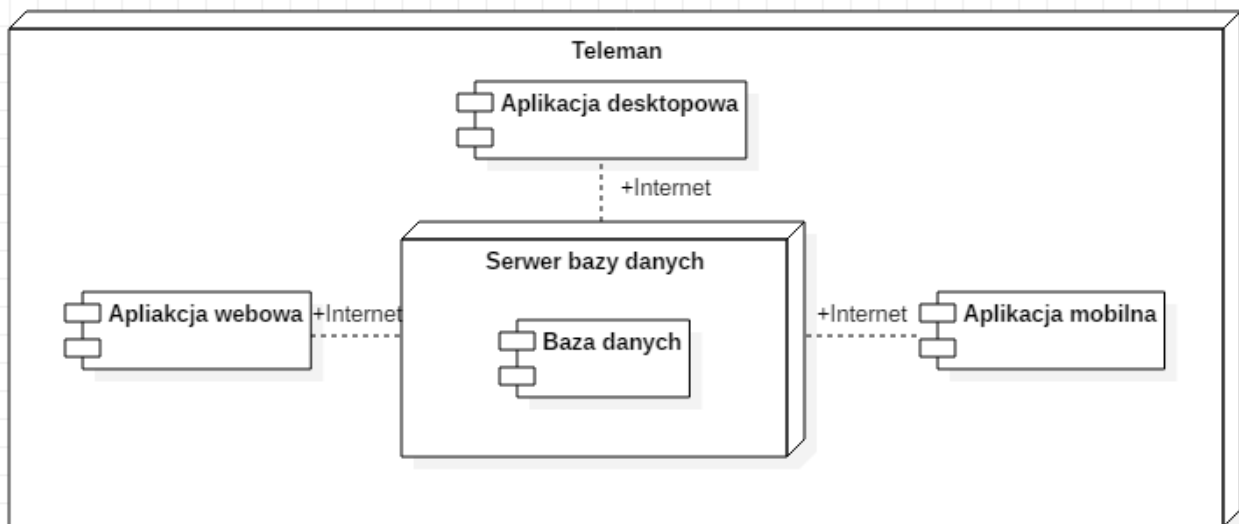 Teleman
Aplikacja desktopowa
+Internet
Serwer bazy danych
Apliakcja webowa
+Internet
Baza danych
+Internet
Aplikacja mobilna